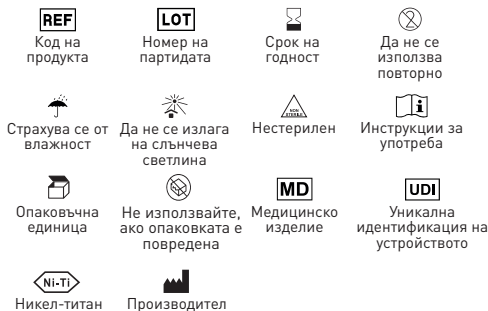 REF
LOT
Код на
продукта
Номер на
партидата
Срок на
годност
2
Да не се
използва
повторно
NON
STERILE
i
Страхува се от
влажност
Да не се излага
на слънчева
светлина
Нестерилен
Инструкции за
употреба
MD
UDI
Опаковъчна
единица
Не използвайте,
ако опаковката е
повредена
Медицинско
изделие
Уникална
идентификация на
устройството
Ni-Ti
Никел-титан
Производител